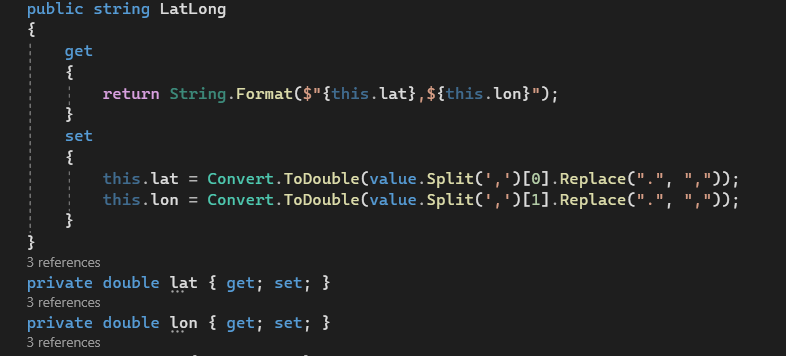 public string LatLong
{
get
{
return String.Format($"{this.lat},${this.lon}");
}
set
{
this.lat = Convert.ToDouble(value.Split(',')[0].Replace(".", ","));
this.lon = Convert.ToDouble(value.Split(',')[1].Replace(".", ","));
}
}
3 references
private double lat { get; set; }
3 references
private double lon { get; set; }
3 references